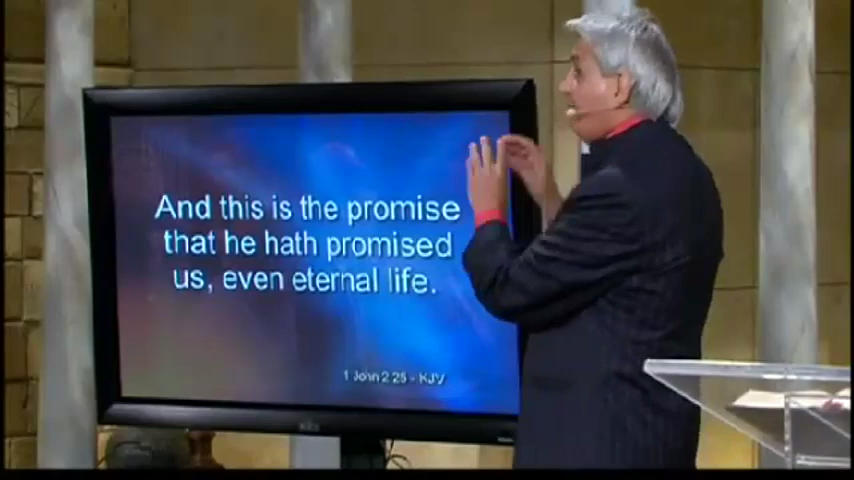 And this is the promise
that he hath promised
us, even eternal life.
1 John 2:25 - KJV